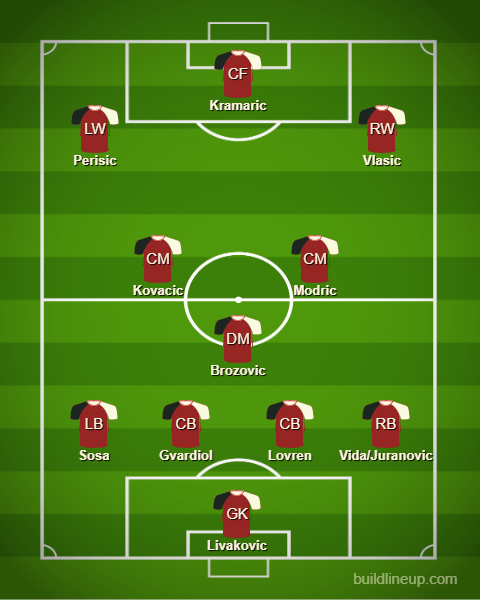 CF
Kramaric
LW
RW
Perisic
Vlasic
CM
CM
Kovacic
Modric
DM
Brozovic
LB
CB
CB
RB
Sosa
Gvardiol
Lovren
Vida/Juranovic
GK
Livakovic
buildlineup.com